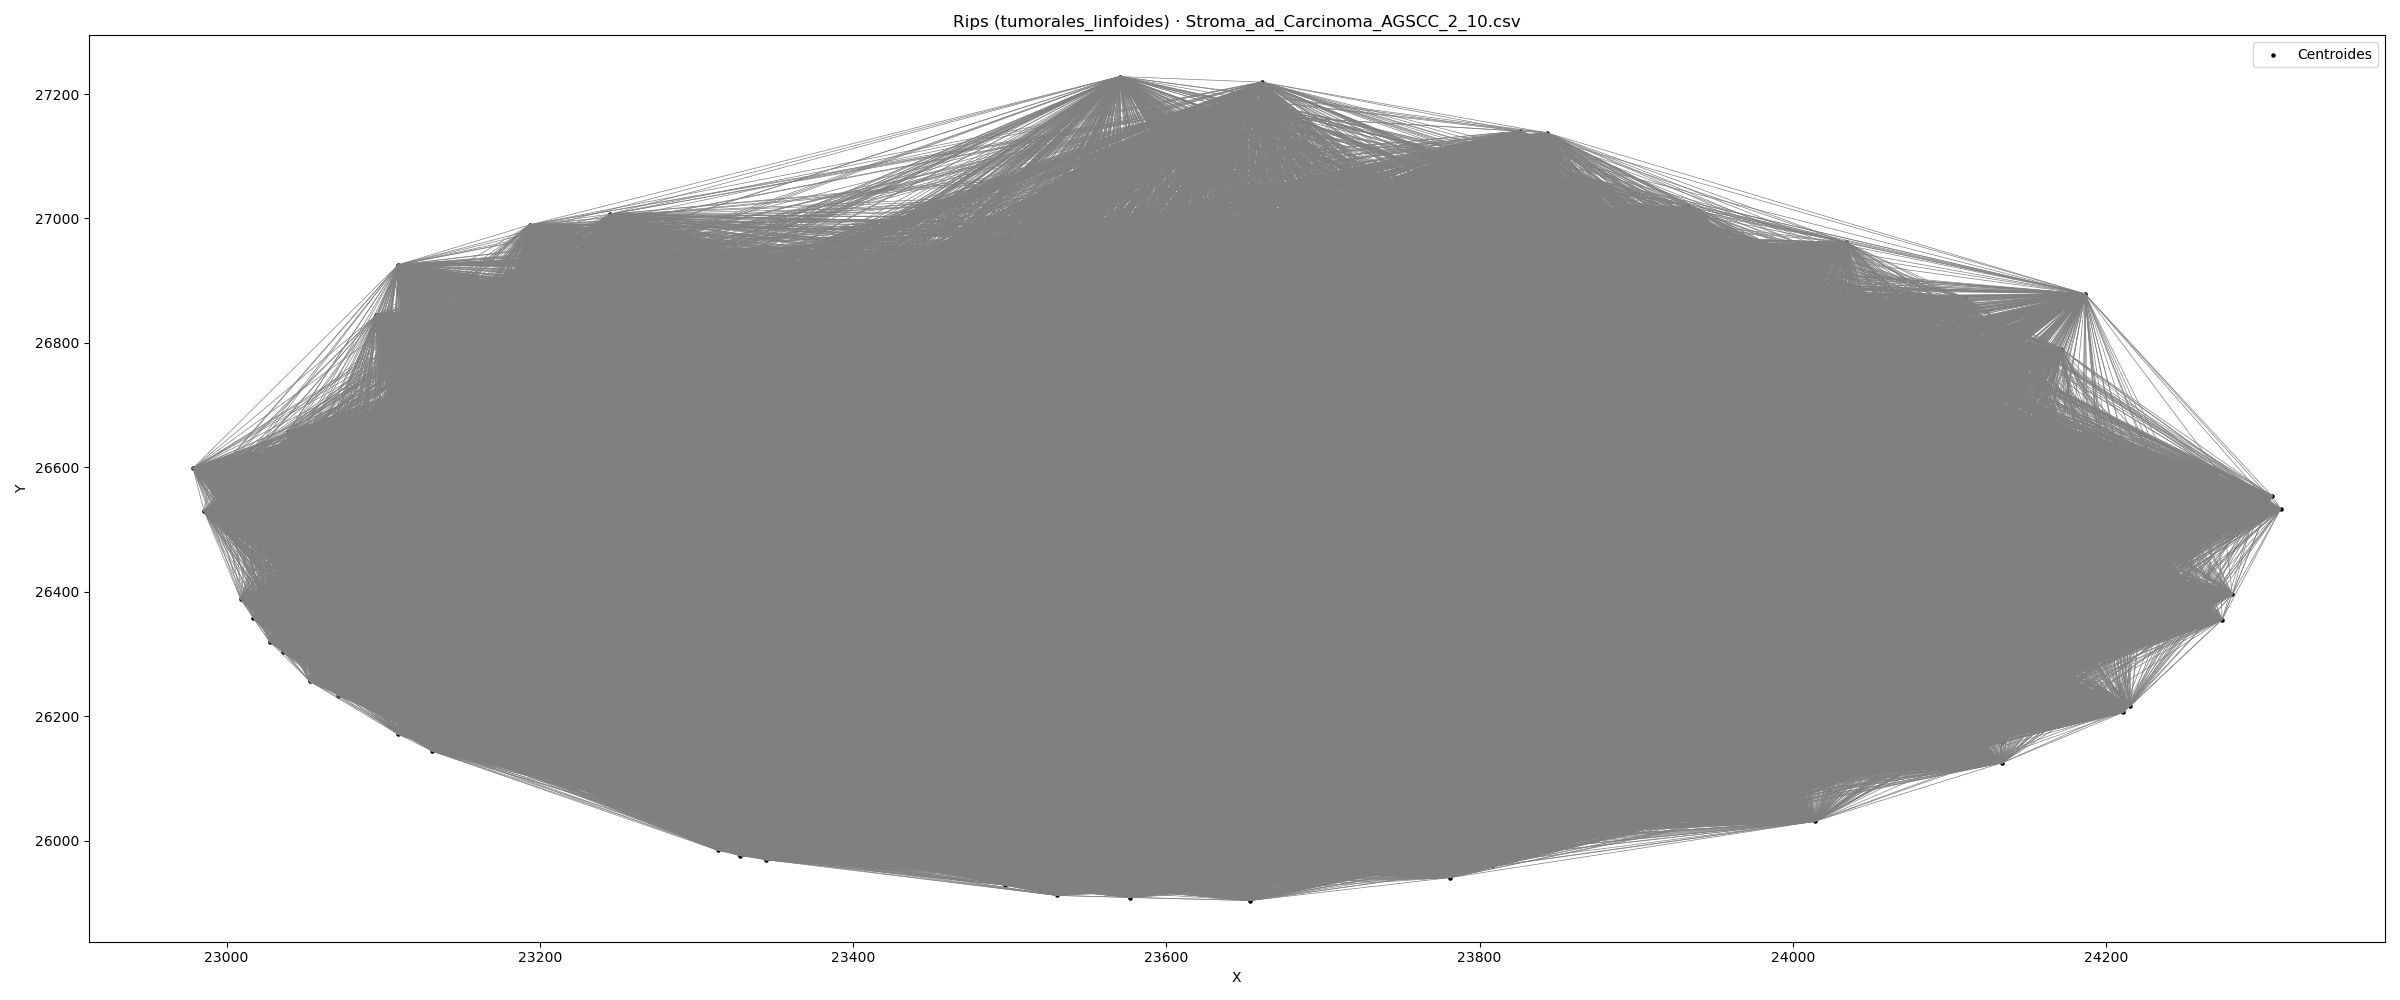 Rips (tumorales_linfoides) · Stroma_ad_Carcinoma_AGSCC_2_10.csv
Centroides
27200
27000
26800
26600
26400
26200
26000
Y
23000 23200 23400 23600 23800 24000 24200
X